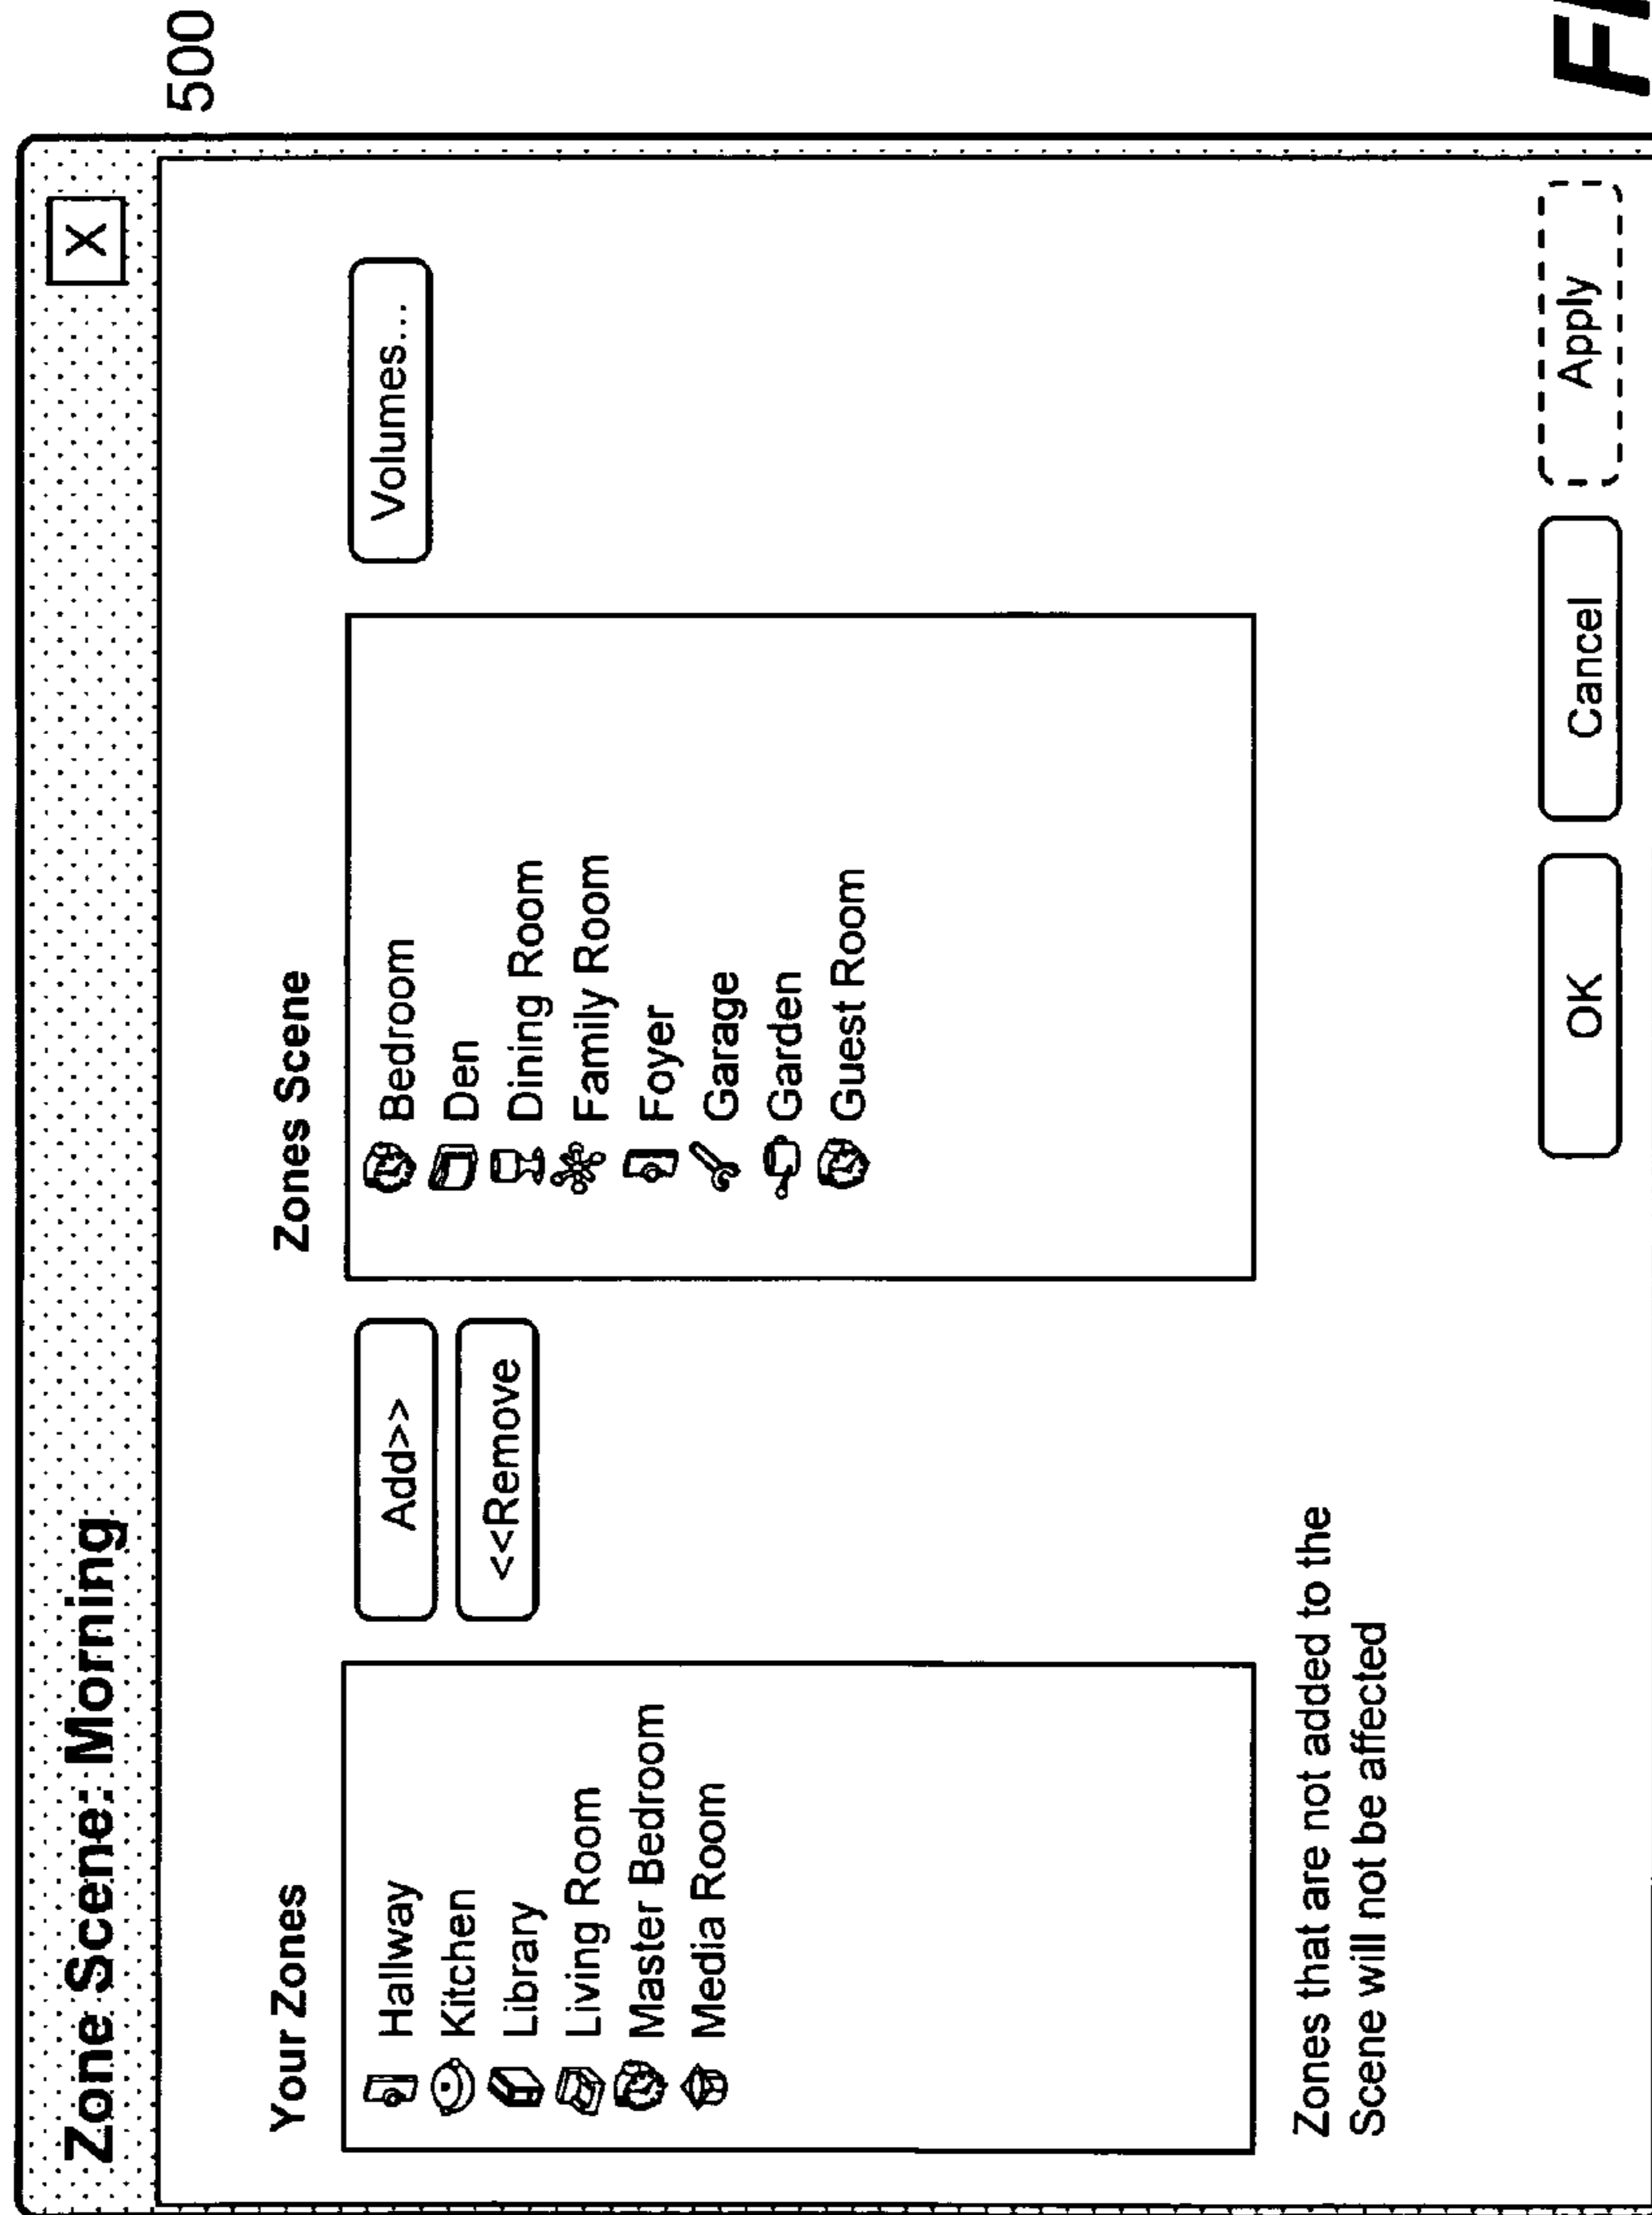 500
Zone Scene: Morning
X
Your Zones
Hallway
Kitchen
Library
Living Room
Master Bedroom
Media Room
Add>>
<<Remove
Zones Scene
Bedroom
Den
Dining Room
Family Room
Foyer
Garage
Garden
Guest Room
Volumes...
Zones that are not added to the
Scene will not be affected
OK
Cancel
Apply